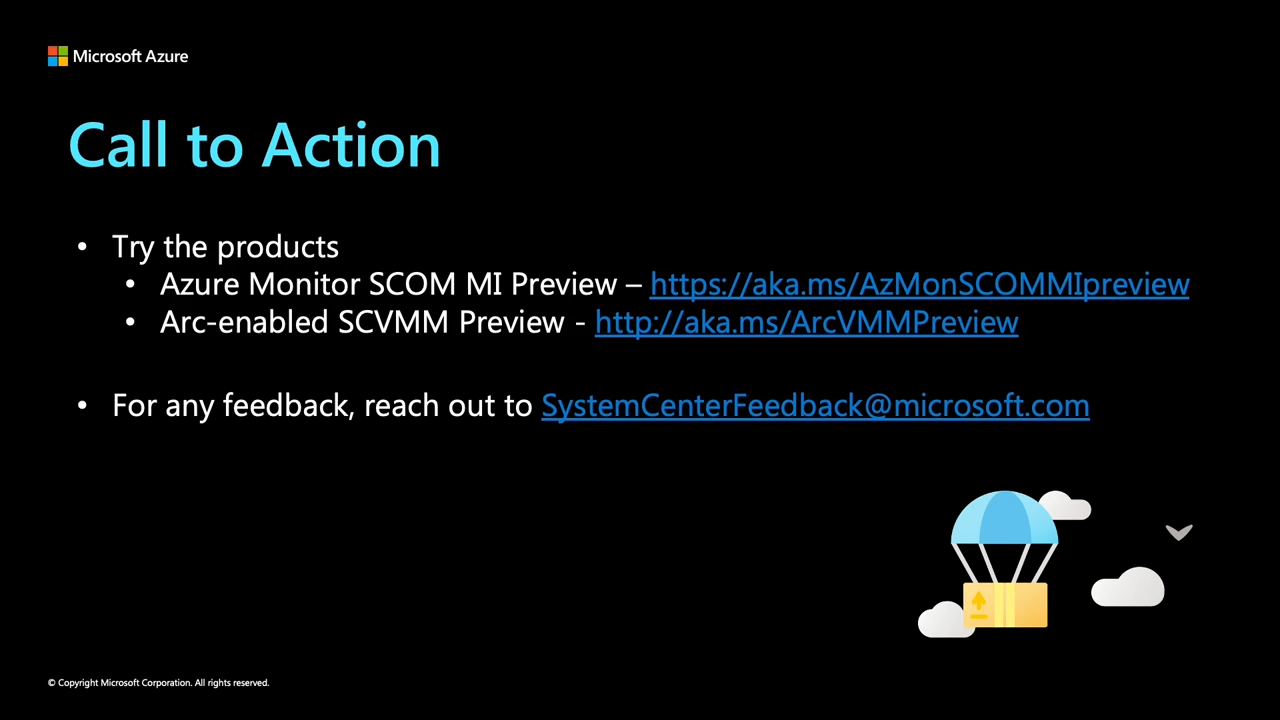 Microsoft Azure
Call to Action
• Try the products
• Azure Monitor SCOM MI Preview – https://aka.ms/AzMonSCOMMIpreview
• Arc-enabled SCVMM Preview - http://aka.ms/ArcVMMPreview
• For any feedback, reach out to SystemCenterFeedback@microsoft.com
© Copyright Microsoft Corporation. All rights reserved.